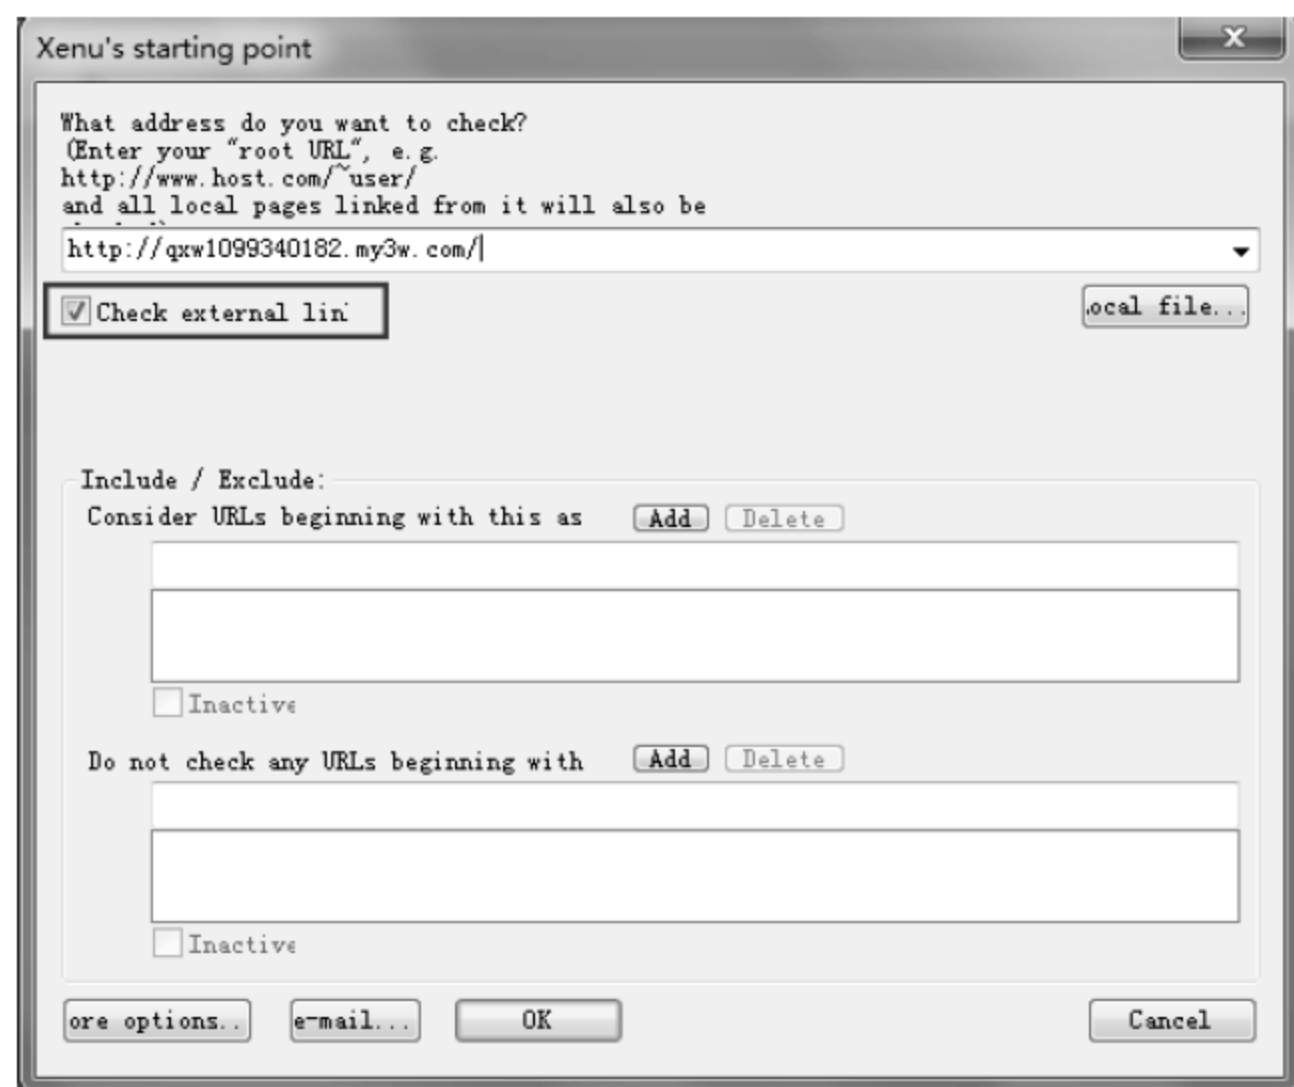 Xenu's starting point
What address do you want to check?
(Enter your "root URL", e.g.
http://www.host.com/~user/
and all local pages linked from it will also be
http://qxw1099340182.my3w.com/
Check external lin
ocal file...
Include / Exclude:
Consider URLs beginning with this as
Add
Delete
Inactive
Do not check any URLs beginning with
Add
Delete
Inactive
ore options..
e-mail...
OK
Cancel